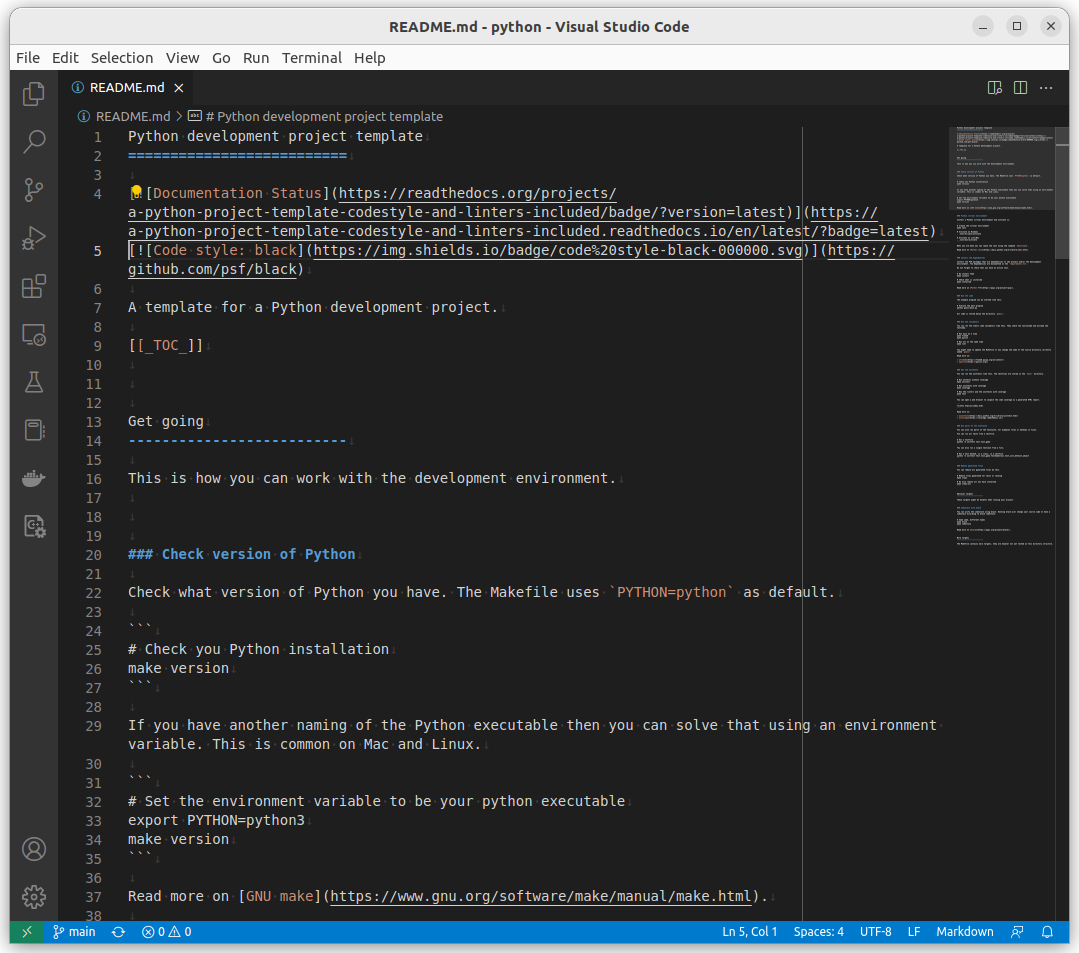 README.md - python - Visual Studio Code
File Edit Selection View Go Run Terminal Help
README.md
README.md > # Python development project template
1 Python development project template
2 ==========================
3
4 [Documentation Status](https://readthedocs.org/projects/
a-python-project-template-codestyle-and-linters-included/badge/?version=latest)](https://
a-python-project-template-codestyle-and-linters-included.readthedocs.io/en/latest/?badge=latest)
5 [![Code style: black](https://img.shields.io/badge/code%20style-black-000000.svg)](https://
github.com/psf/black)
6
7 A template for a Python development project.
8
9 [[_TOC_]]
10
11
12
13 Get going
14 --------------------------
15
16 This is how you can work with the development environment.
17
18
19
20 ### Check version of Python
21
22 Check what version of Python you have. The Makefile uses `PYTHON=python` as default.
23
24 ```
25 # Check you Python installation
26 make version
27 ```
28
29 If you have another naming of the Python executable then you can solve that using an environment
variable. This is common on Mac and Linux.
30
31 ```
32 # Set the environment variable to be your python executable
33 export PYTHON=python3
34 make version
35 ```
36
37 Read more on [GNU make](https://www.gnu.org/software/make/manual/make.html).
38
main 0 0 Ln 5, Col 1 Spaces: 4 UTF-8 LF Markdown